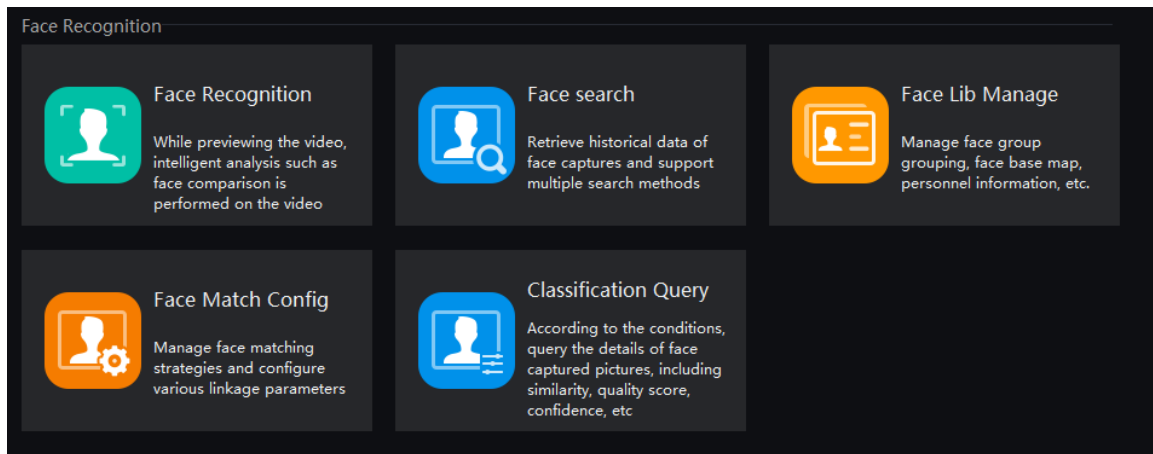 Face Recognition
Face Recognition
While previewing the video,
intelligent analysis such as
face comparison is
performed on the video
Face search
Retrieve historical data of
face captures and support
multiple search methods
Face Lib Manage
Manage face group
grouping, face base map,
personnel information, etc.
Face Match Config
Manage face matching
strategies and configure
various linkage parameters
Classification Query
According to the conditions,
query the details of face
captured pictures, including
similarity, quality score,
confidence, etc